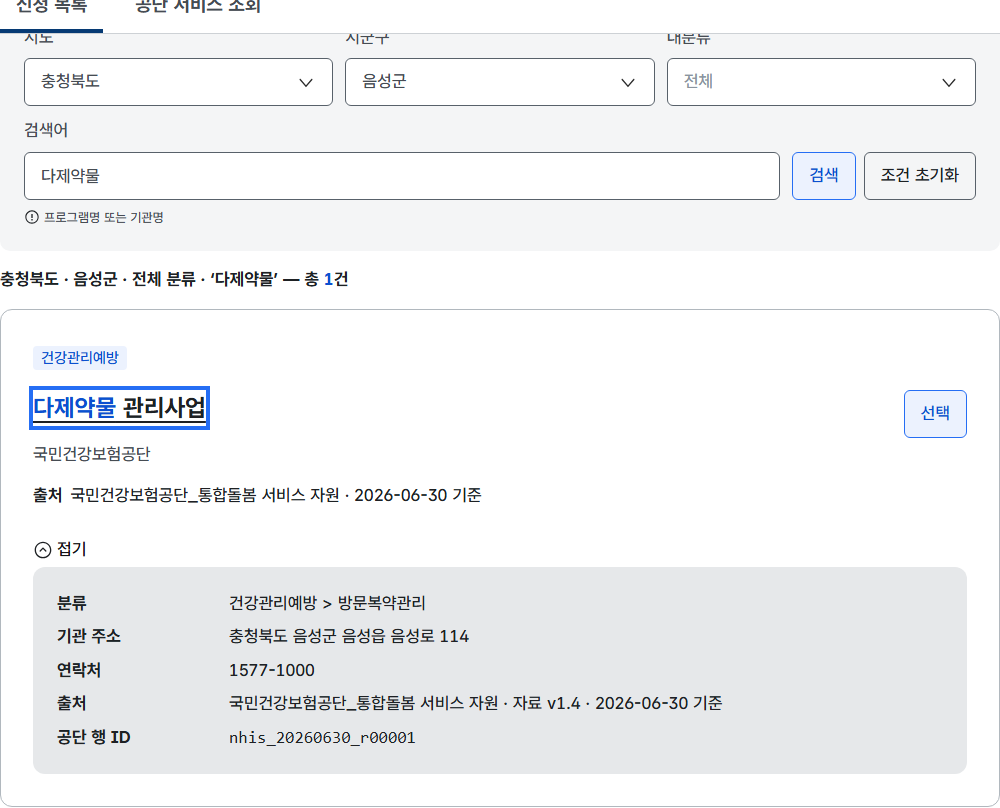 신청 목록 공단 서비스 조회
시도 시군구 대분류
충청북도 음성군 전체
검색어
다제약물 검색 조건 초기화
프로그램명 또는 기관명
충청북도 · 음성군 · 전체 분류 · ‘다제약물’ — 총 1건
건강관리예방
다제약물 관리사업
선택
국민건강보험공단
출처 국민건강보험공단_통합돌봄 서비스 자원 · 2026-06-30 기준
접기
분류 건강관리예방 > 방문복약관리
기관 주소 충청북도 음성군 음성읍 음성로 114
연락처 1577-1000
출처 국민건강보험공단_통합돌봄 서비스 자원 · 자료 v1.4 · 2026-06-30 기준
공단 행 ID nhis_20260630_r00001